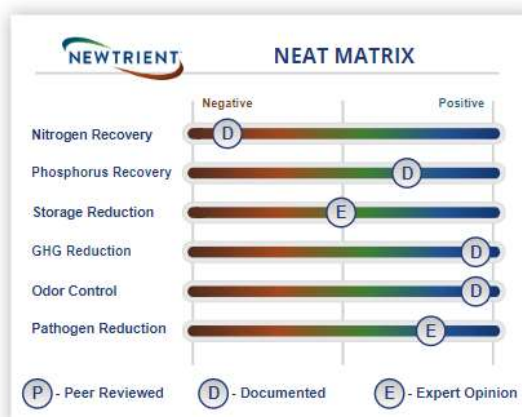 NEWTRIENT
NEAT MATRIX
Negative Positive
Nitrogen Recovery D
Phosphorus Recovery D
Storage Reduction E
GHG Reduction D
Odor Control D
Pathogen Reduction E
P - Peer Reviewed D - Documented E - Expert Opinion